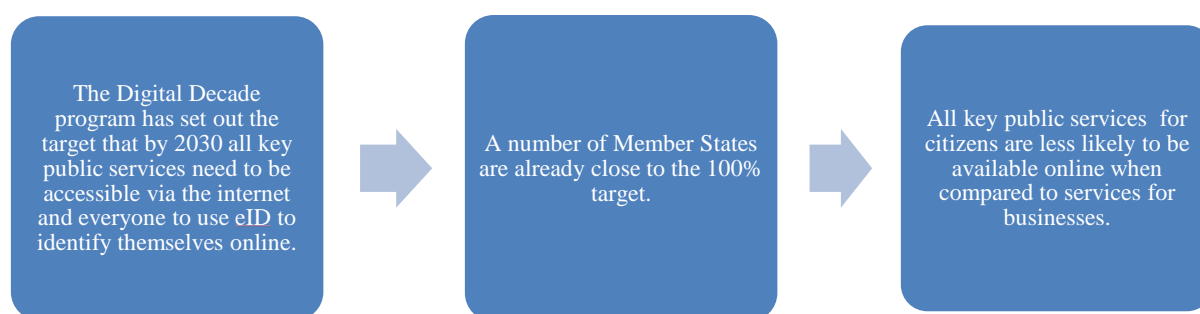 The Digital Decade
program has set out the
target that by 2030 all key
public services need to be
accessible via the internet
and everyone to use eID to
identify themselves online.
A number of Member States
are already close to the 100%
target.
All key public services for
citizens are less likely to be
available online when
compared to services for
businesses.